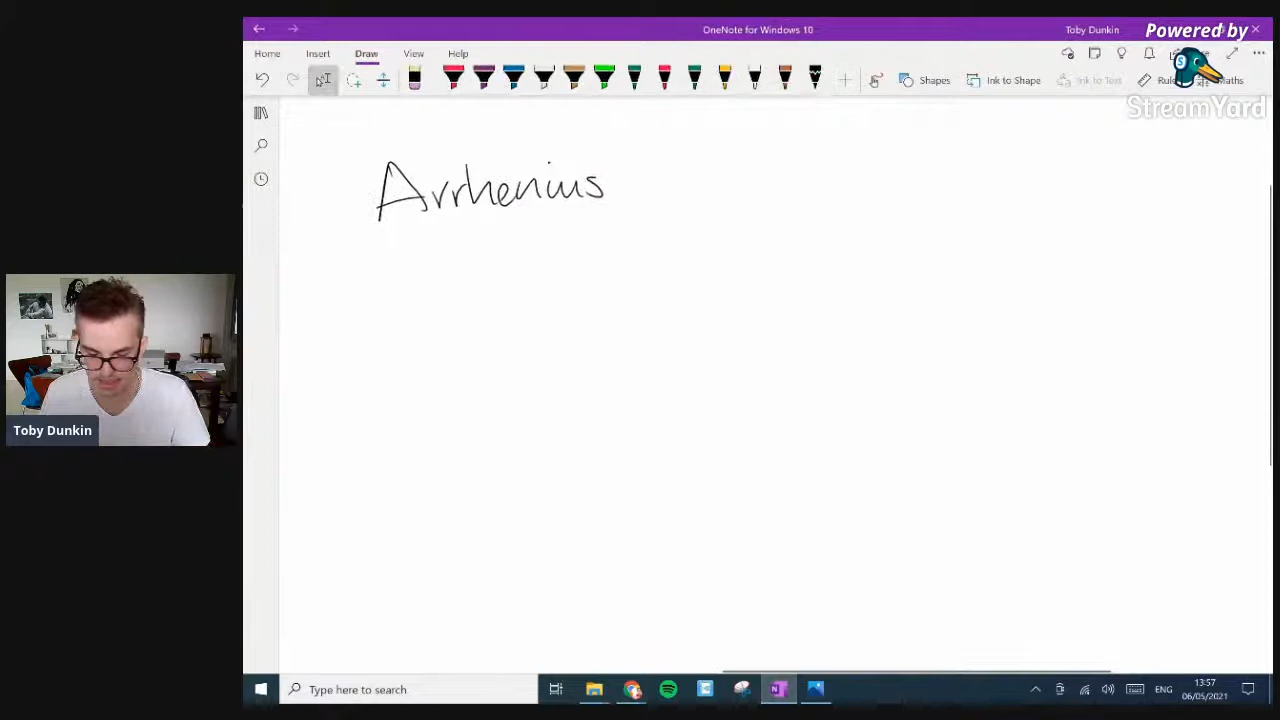 OneNote for Windows 10
Toby Dunkin
Powered by
StreamYard
Home Insert Draw View Help
Shapes Ink to Shape Ink to Text Maths
Arrhenius
Toby Dunkin
Type here to search
ENG
13:57
06/05/2021